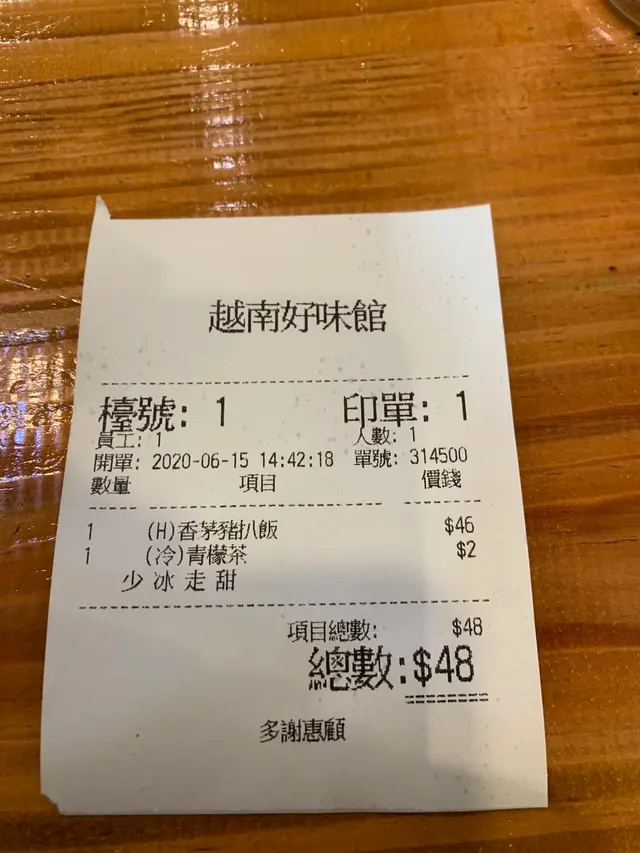 越南好味館
檯號: 1 印單: 1
員工: 1 人數: 1
開單: 2020-06-15 14:42:18 單號: 314500
數量 項目 價錢
1 (H)香茅豬扒飯 $46
1 (冷)青檬茶 $2
少冰走甜
項目總數: $48
總數:$48
多謝惠顧